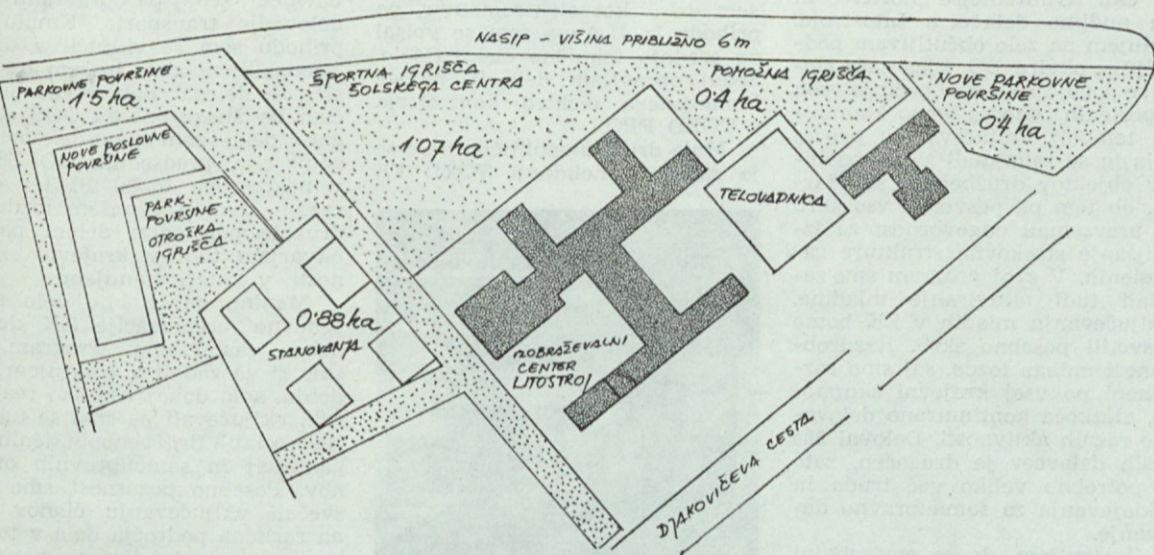 NASIP - VIŠINA PRIBLIŽNO 6m
PARKOVNE POVRŠINE
1.5 ha
ŠPORTNA IGRIŠČA
ŠOLSKEGA CENTRA
1.07 ha
POMOŽNA IGRIŠČA
0.4 ha
NOVE PARKOVNE
POVRŠINE
0.4 ha
NOVE POSLOVNE
POVRŠINE
PARK.
POVRŠINE
OTROŠKA
IGRIŠČA
TELOVADNICA
0.88 ha
STANOVANJA
IZOBRAŽEVALNI
CENTER
LITOSTROJ
DJAKOVIČEVA CESTA